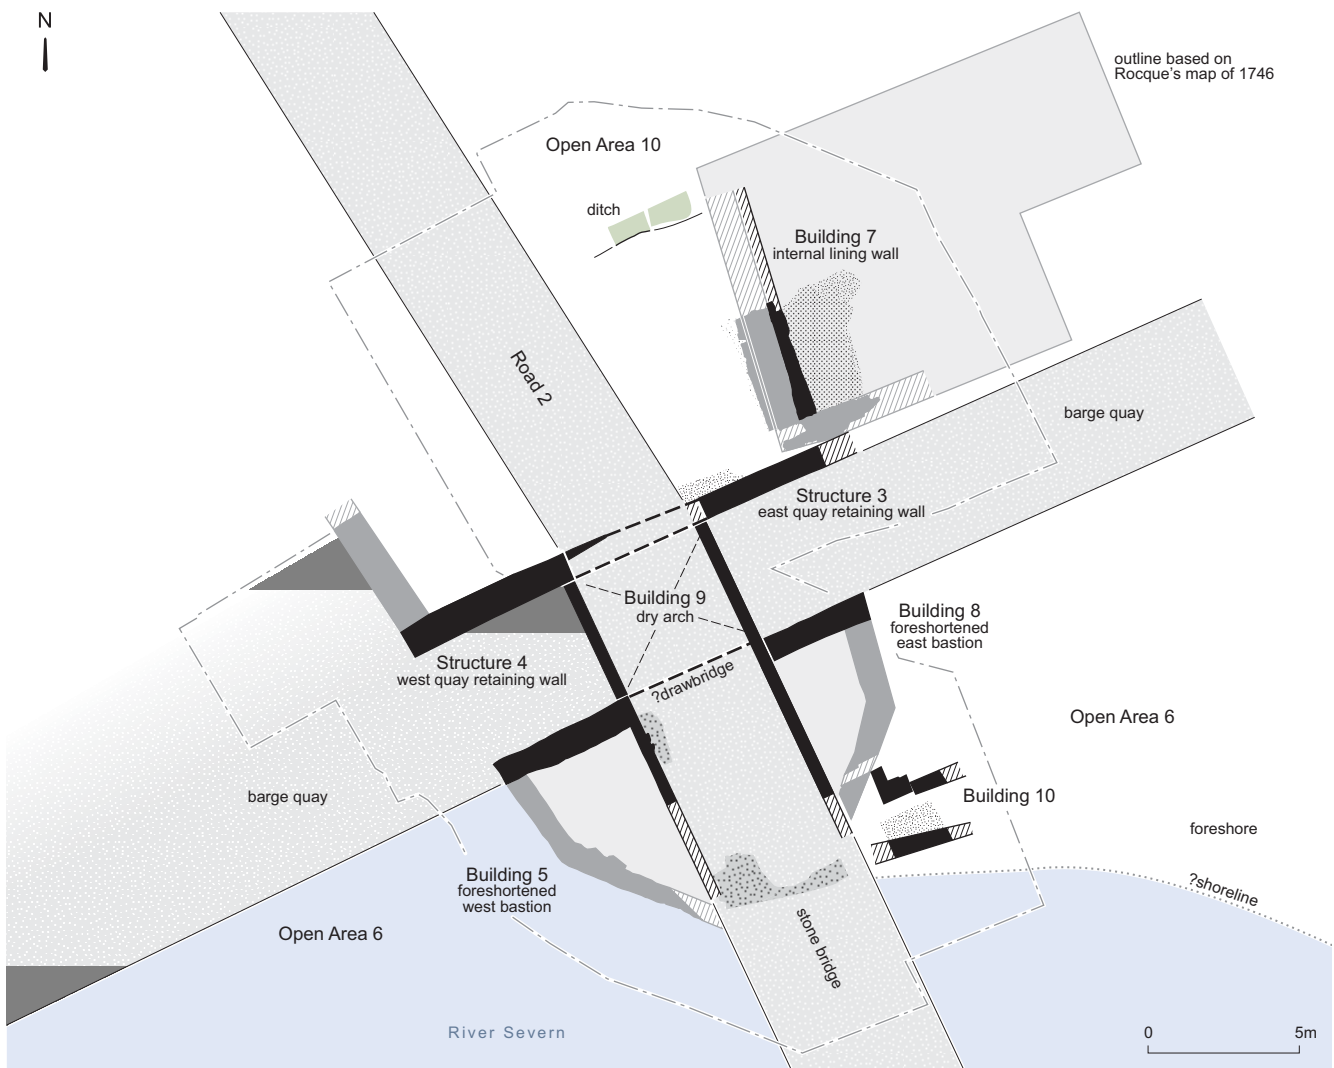 N
outline based on
Rocque's map of 1746
Open Area 10
ditch
Building 7
internal lining wall
Road 2
barge quay
Structure 3
east quay retaining wall
Building 9
dry arch
Building 8
foreshortened
east bastion
Structure 4
west quay retaining wall
?drawbridge
Open Area 6
barge quay
Building 10
foreshore
Building 5
foreshortened
west bastion
?shoreline
Open Area 6
stone bridge
River Severn
0 5m